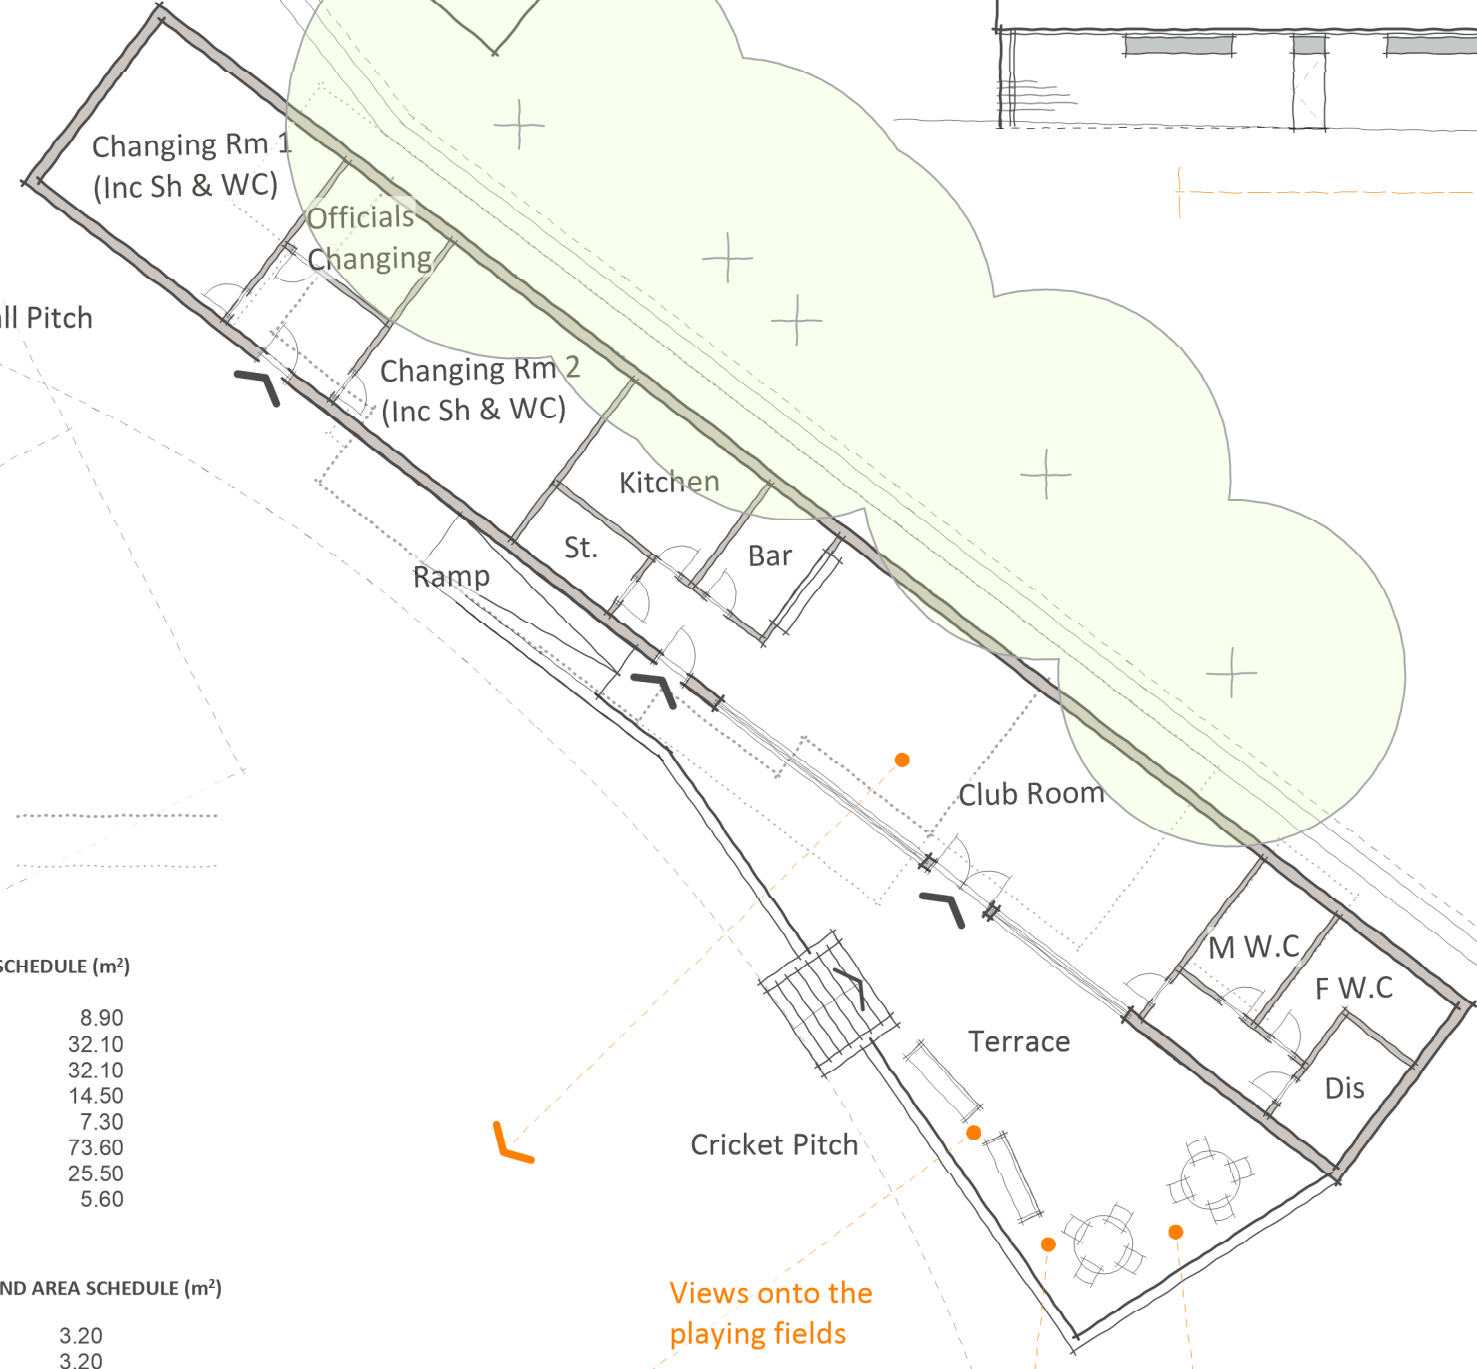 Changing Rm 1
(Inc Sh & WC)
Officials
Changing
ll Pitch
Changing Rm 2
(Inc Sh & WC)
Kitchen
St.
Bar
Ramp
Club Room
M W.C
F W.C
Dis
Terrace
Cricket Pitch
Views onto the
playing fields
SCHEDULE (m²)
8.90
32.10
32.10
14.50
7.30
73.60
25.50
5.60
ND AREA SCHEDULE (m²)
3.20
3.20